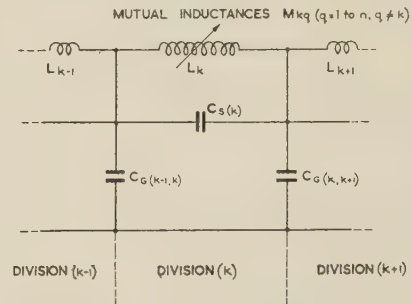 MUTUAL INDUCTANCES Mkq (q=1 to n, q ≠ k)
Lk-1
Lk
Lk+1
CS(k)
CG(k-1,k)
CG(k,k+1)
DIVISION {k-1) DIVISION (k) DIVISION (k+1)